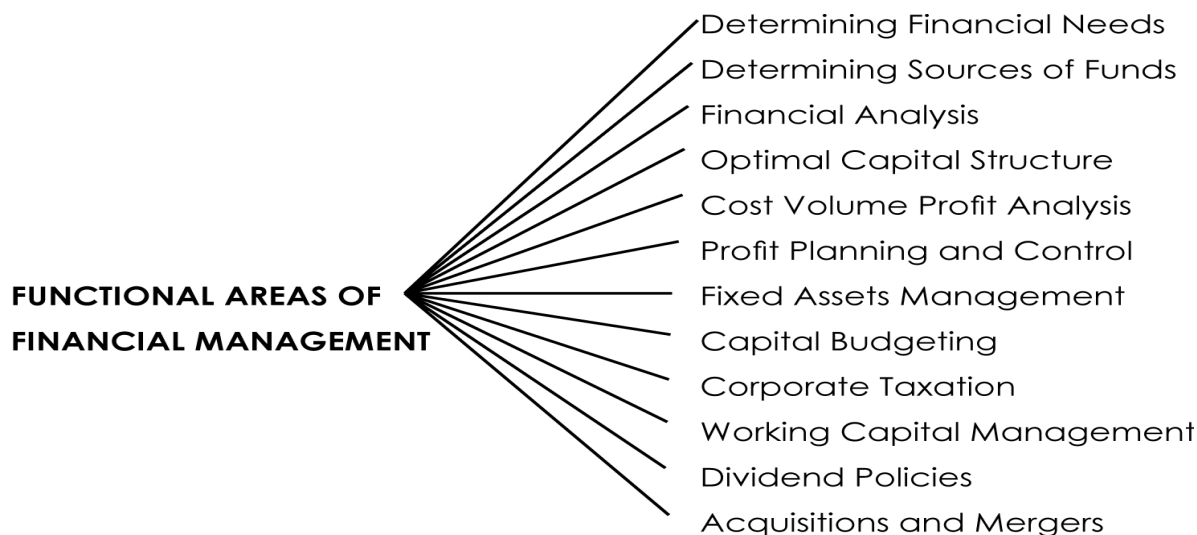 Determining Financial Needs
Determining Sources of Funds
Financial Analysis
Optimal Capital Structure
Cost Volume Profit Analysis
Profit Planning and Control
FUNCTIONAL AREAS OF
FINANCIAL MANAGEMENT
Fixed Assets Management
Capital Budgeting
Corporate Taxation
Working Capital Management
Dividend Policies
Acquisitions and Mergers